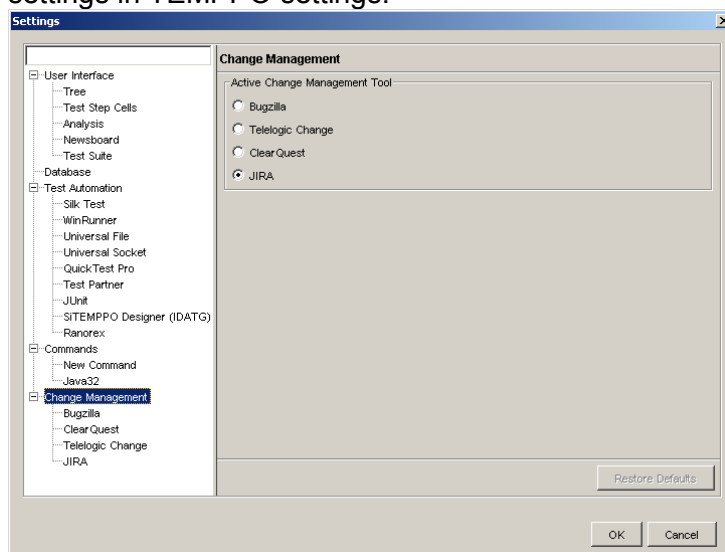 settings in TEMPPO settings.
Settings
Change Management
User Interface
Tree
Test Step Cells
Analysis
Newsboard
Test Suite
Database
Test Automation
Silk Test
WinRunner
Universal File
Universal Socket
QuickTest Pro
Test Partner
JUnit
SiTEMPPO Designer (IDATG)
Ranorex
Commands
New Command
Java32
Change Management
Bugzilla
ClearQuest
Telelogic Change
JIRA
Active Change Management Tool
Bugzilla
Telelogic Change
ClearQuest
JIRA
Restore Defaults
OK Cancel